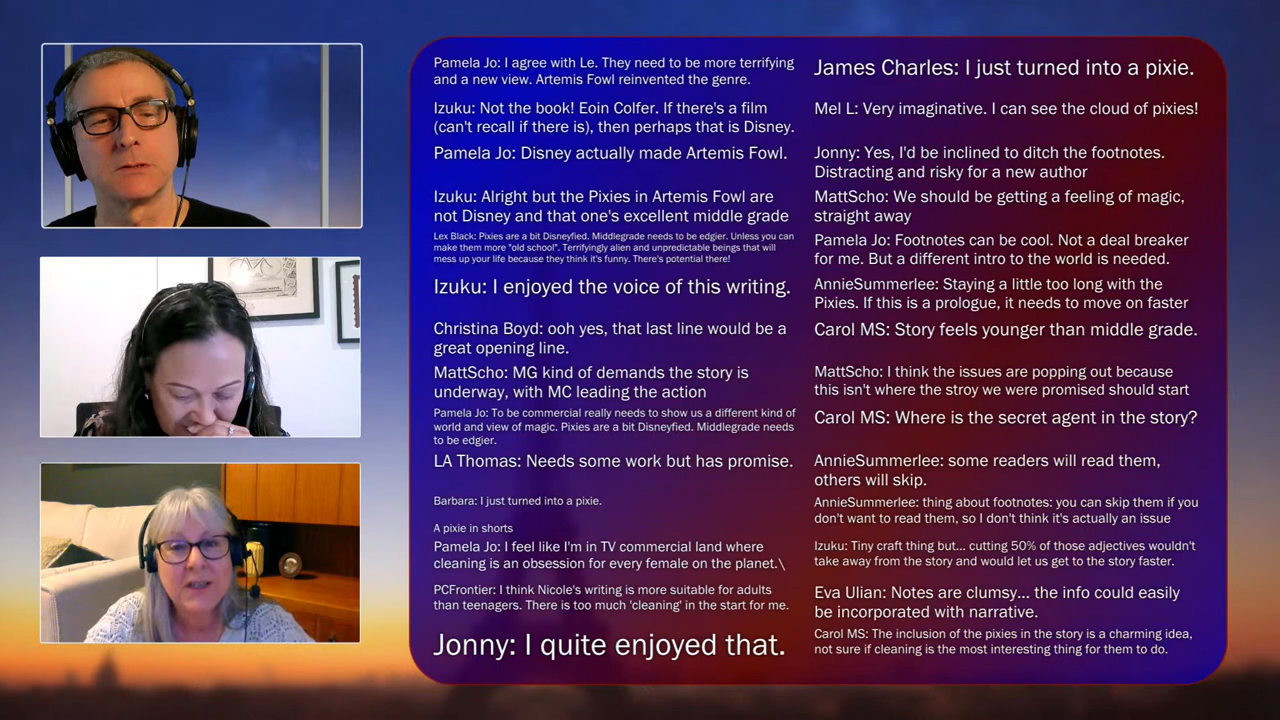 Pamela Jo: I agree with Le. They need to be more terrifying
and a new view. Artemis Fowl reinvented the genre.
Izuku: Not the book! Eoin Colfer. If there's a film
(can't recall if there is), then perhaps that is Disney.
Pamela Jo: Disney actually made Artemis Fowl.
Izuku: Alright but the Pixies in Artemis Fowl are
not Disney and that one's excellent middle grade
Lex Black: Pixies are a bit Disneyfied. Middlegrade needs to be edgier. Unless you can
make them more "old school". Terrifyingly alien and unpredictable beings that will
mess up your life because they think it's funny. There's potential there!
Izuku: I enjoyed the voice of this writing.
Christina Boyd: ooh yes, that last line would be a
great opening line.
MattScho: MG kind of demands the story is
underway, with MC leading the action
Pamela Jo: To be commercial really needs to show us a different kind of
world and view of magic. Pixies are a bit Disneyfied. Middlegrade needs
to be edgier.
LA Thomas: Needs some work but has promise.
Barbara: I just turned into a pixie.
A pixie in shorts
Pamela Jo: I feel like I'm in TV commercial land where
cleaning is an obsession for every female on the planet.\
PCFrontier: I think Nicole's writing is more suitable for adults
than teenagers. There is too much 'cleaning' in the start for me.
Jonny: I quite enjoyed that.
James Charles: I just turned into a pixie.
Mel L: Very imaginative. I can see the cloud of pixies!
Jonny: Yes, I'd be inclined to ditch the footnotes.
Distracting and risky for a new author
MattScho: We should be getting a feeling of magic,
straight away
Pamela Jo: Footnotes can be cool. Not a deal breaker
for me. But a different intro to the world is needed.
AnnieSummerlee: Staying a little too long with the
Pixies. If this is a prologue, it needs to move on faster
Carol MS: Story feels younger than middle grade.
MattScho: I think the issues are popping out because
this isn't where the stroy we were promised should start
Carol MS: Where is the secret agent in the story?
AnnieSummerlee: some readers will read them,
others will skip.
AnnieSummerlee: thing about footnotes: you can skip them if you
don't want to read them, so I don't think it's actually an issue
Izuku: Tiny craft thing but... cutting 50% of those adjectives wouldn't
take away from the story and would let us get to the story faster.
Eva Ulian: Notes are clumsy... the info could easily
be incorporated with narrative.
Carol MS: The inclusion of the pixies in the story is a charming idea,
not sure if cleaning is the most interesting thing for them to do.